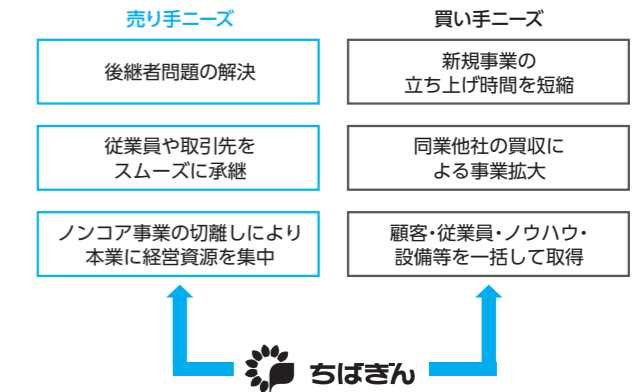 売り手ニーズ
後継者問題の解決
従業員や取引先を
スムーズに承継
ノンコア事業の切離しにより
本業に経営資源を集中
買い手ニーズ
新規事業の
立ち上げ時間を短縮
同業他社の買収に
よる事業拡大
顧客・従業員・ノウハウ・
設備等を一括して取得
ちばぎん